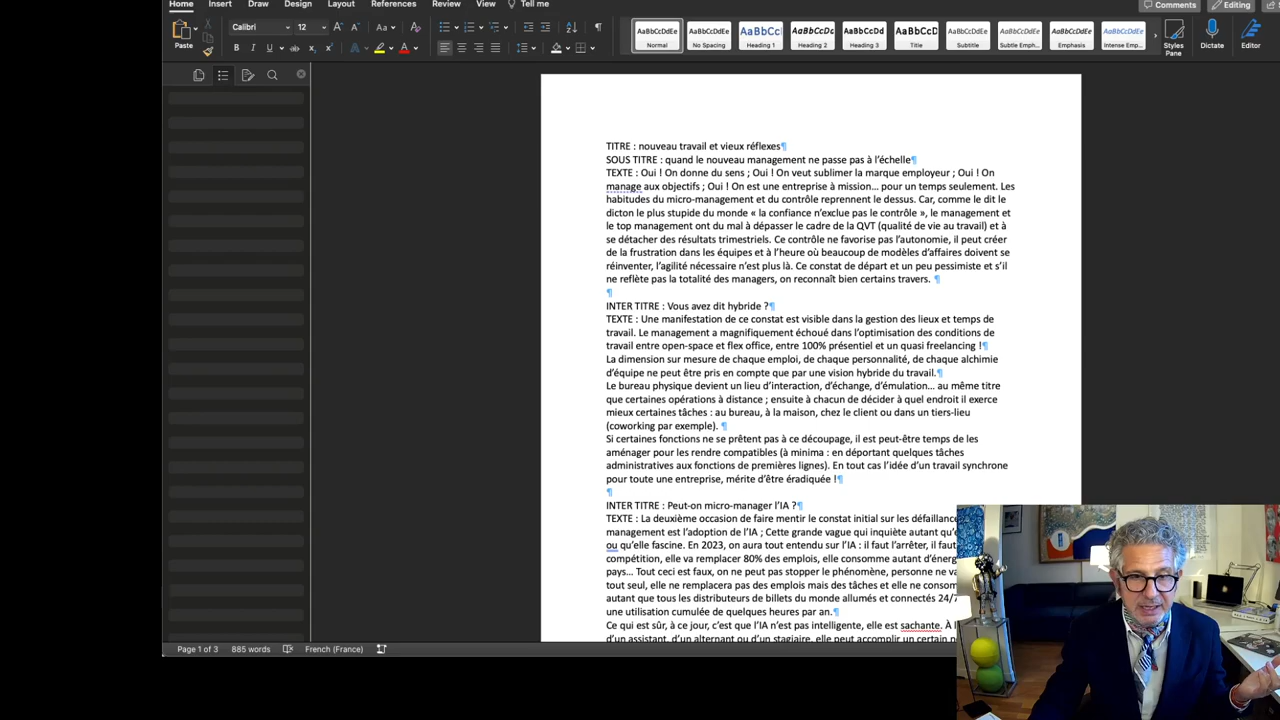 Home Insert Draw Design Layout References Review View Tell me Comments Editing
Paste Calibri 12 Aa
AaBbCcDdEe AaBbCcDdEe AaBbCcI AaBbCcDc AaBbCcDd AaBbC AaBbCcDdEe AaBbCcDdEe AaBbCcDdEe AaBbCcDdEe
Normal No Spacing Heading 1 Heading 2 Heading 3 Title Subtitle Subtle Emph... Emphasis Intense Emp... Styles Pane Dictate Editor
TITRE : nouveau travail et vieux réflexes¶
SOUS TITRE : quand le nouveau management ne passe pas à l’échelle¶
TEXTE : Oui ! On donne du sens ; Oui ! On veut sublimer la marque employeur ; Oui ! On
manage aux objectifs ; Oui ! On est une entreprise à mission… pour un temps seulement. Les
habitudes du micro-management et du contrôle reprennent le dessus. Car, comme le dit le
dicton le plus stupide du monde « la confiance n’exclue pas le contrôle », le management et
le top management ont du mal à dépasser le cadre de la QVT (qualité de vie au travail) et à
se détacher des résultats trimestriels. Ce contrôle ne favorise pas l’autonomie, il peut créer
de la frustration dans les équipes et à l’heure où beaucoup de modèles d’affaires doivent se
réinventer, l’agilité nécessaire n’est plus là. Ce constat de départ et un peu pessimiste et s’il
ne reflète pas la totalité des managers, on reconnaît bien certains travers. ¶
¶
INTER TITRE : Vous avez dit hybride ?¶
TEXTE : Une manifestation de ce constat est visible dans la gestion des lieux et temps de
travail. Le management a magnifiquement échoué dans l’optimisation des conditions de
travail entre open-space et flex office, entre 100% présentiel et un quasi freelancing !¶
La dimension sur mesure de chaque emploi, de chaque personnalité, de chaque alchimie
d’équipe ne peut être pris en compte que par une vision hybride du travail.¶
Le bureau physique devient un lieu d’interaction, d’échange, d’émulation… au même titre
que certaines opérations à distance ; ensuite à chacun de décider à quel endroit il exerce
mieux certaines tâches : au bureau, à la maison, chez le client ou dans un tiers-lieu
(coworking par exemple). ¶
Si certaines fonctions ne se prêtent pas à ce découpage, il est peut-être temps de les
aménager pour les rendre compatibles (à minima : en déportant quelques tâches
administratives aux fonctions de premières lignes). En tout cas l’idée d’un travail synchrone
pour toute une entreprise, mérite d’être éradiquée !¶
¶
INTER TITRE : Peut-on micro-manager l’IA ?¶
TEXTE : La deuxième occasion de faire mentir le constat initial sur les défaillanc
management est l’adoption de l’IA ; Cette grande vague qui inquiète autant qu’
ou qu’elle fascine. En 2023, on aura tout entendu sur l’IA : il faut l’arrêter, il faut
compétition, elle va remplacer 80% des emplois, elle consomme autant d’énerg
pays… Tout ceci est faux, on ne peut pas stopper le phénomène, personne ne va
tout seul, elle ne remplacera pas des emplois mais des tâches et elle ne consom
autant que tous les distributeurs de billets du monde allumés et connectés 24/7
une utilisation cumulée de quelques heures par an.¶
Ce qui est sûr, à ce jour, c’est que l’IA n’est pas intelligente, elle est sachante. À l
d’un assistant, d’un alternant ou d’un stagiaire, elle peut accomplir un certain n
Page 1 of 3 885 words French (France)